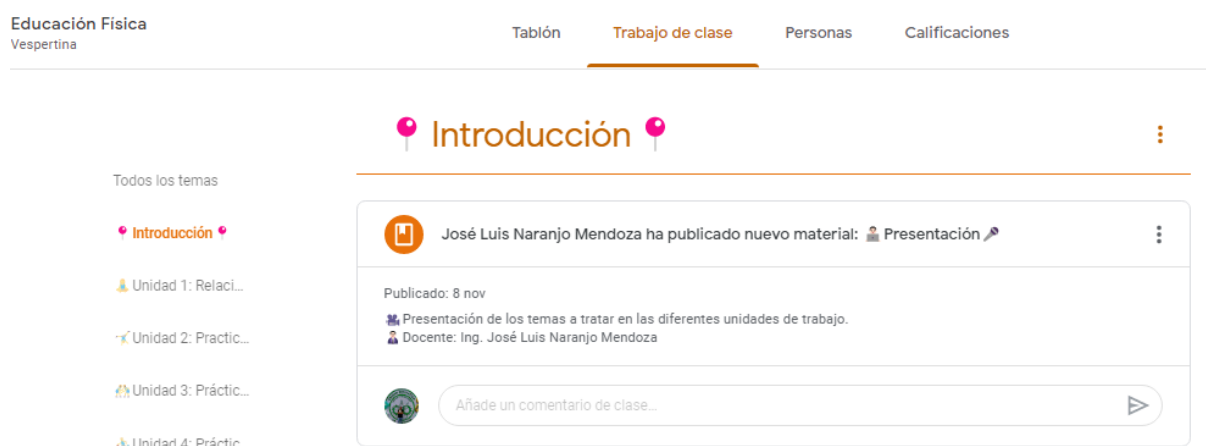 Educación Física
Vespertina
Tablón
Trabajo de clase
Personas
Calificaciones
Introducción
Todos los temas
Introducción
Unidad 1: Relaci...
Unidad 2: Practic...
Unidad 3: Práctic...
Unidad 4: Práctic
José Luis Naranjo Mendoza ha publicado nuevo material: Presentación
Publicado: 8 nov
Presentación de los temas a tratar en las diferentes unidades de trabajo.
Docente: Ing. José Luis Naranjo Mendoza
Añade un comentario de clase...